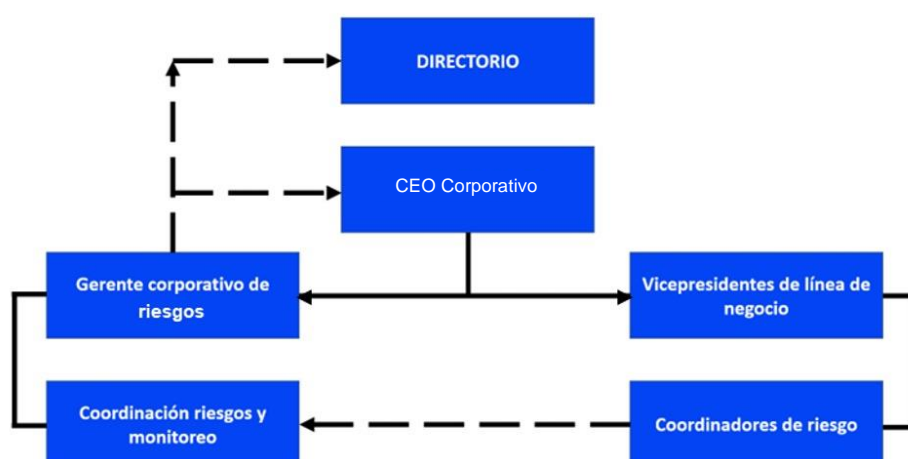 DIRECTORIO
CEO Corporativo
Gerente corporativo de
riesgos
Vicepresidentes de línea de
negocio
Coordinación riesgos y
monitoreo
Coordinadores de riesgo